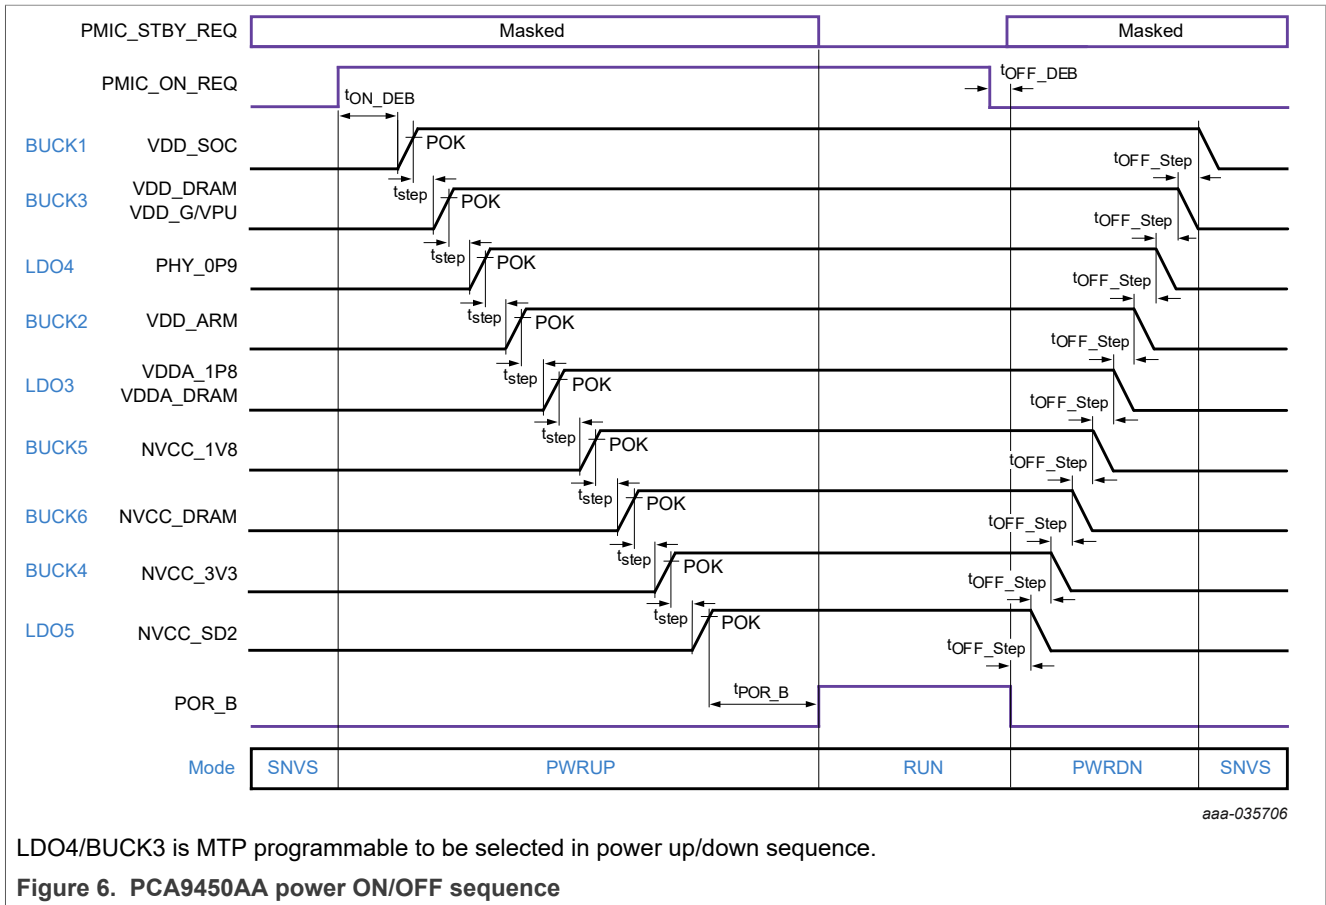 PMIC_STBY_REQ Masked Masked
PMIC_ON_REQ tON_DEB tOFF_DEB
BUCK1 VDD_SOC POK tOFF_Step
tstep
BUCK3 VDD_DRAM
VDD_G/VPU POK tOFF_Step
tstep
LDO4 PHY_0P9 POK tOFF_Step
tstep
BUCK2 VDD_ARM POK tOFF_Step
tstep
LDO3 VDDA_1P8
VDDA_DRAM POK tOFF_Step
tstep
BUCK5 NVCC_1V8 POK tOFF_Step
tstep
BUCK6 NVCC_DRAM POK tOFF_Step
tstep
BUCK4 NVCC_3V3 POK tOFF_Step
tstep
LDO5 NVCC_SD2 POK tOFF_Step
POR_B tPOR_B
Mode SNVS PWRUP RUN PWRDN SNVS
aaa-035706
LDO4/BUCK3 is MTP programmable to be selected in power up/down sequence.
Figure 6. PCA9450AA power ON/OFF sequence